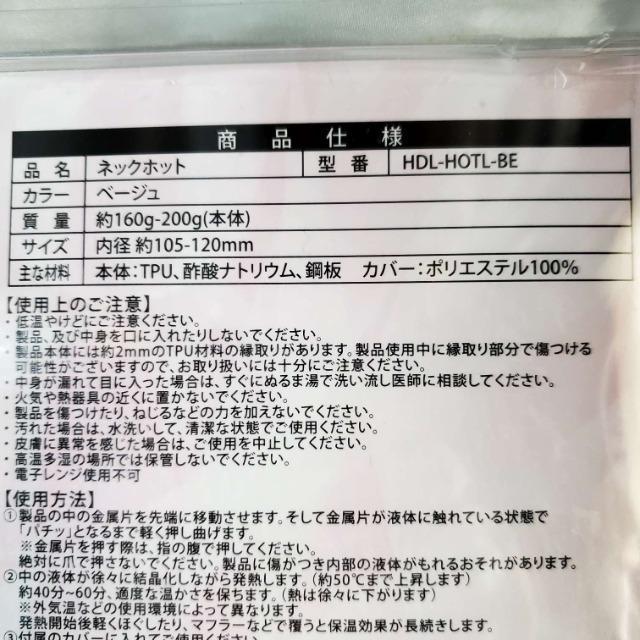 商品仕様
品名 ネックホット 型番 HDL-HOTL-BE
カラー ベージュ
質量 約160g-200g(本体)
サイズ 内径 約105-120mm
主な材料 本体：TPU、酢酸ナトリウム、鋼板 カバー：ポリエステル100%
【使用上のご注意】
・低温やけどにご注意ください。
・製品、及び中身を口に入れたりしないでください。
・製品本体には約2mmのTPU材料の縁取りがあります。製品使用中に縁取り部分で傷つける
可能性がございますので、お取り扱いには十分にご注意ください。
・中身が漏れて目に入った場合は、すぐにぬるま湯で洗い流し医師に相談してください。
・火気や熱器具の近くに置かないでください。
・製品を傷つけたり、ねじるなどの力を加えないでください。
・汚れた場合は、水洗いして、清潔な状態でご使用ください。
・皮膚に異常を感じた場合は、ご使用を中止してください。
・高温多湿の場所では保管しないでください。
・電子レンジ使用不可
【使用方法】
①製品の中の金属片を先端に移動させます。そして金属片が液体に触れている状態で
「パチッ」となるまで軽く押し曲げます。
※金属片を押す際は、指の腹で押してください。
絶対に爪で押さないでください。製品に傷がつき内部の液体がもれるおそれがあります。
②中の液体が徐々に結晶化しながら発熱します。（約50℃まで上昇します）
約40分～60分、適度な温かさを保ちます。（熱は徐々に下がります）
※外気温などの使用環境によって異なります。
発熱開始後軽くほぐしたり、マフラーなどで覆うと保温効果が長続きします。
③付属のカバーに入れてご使用ください。